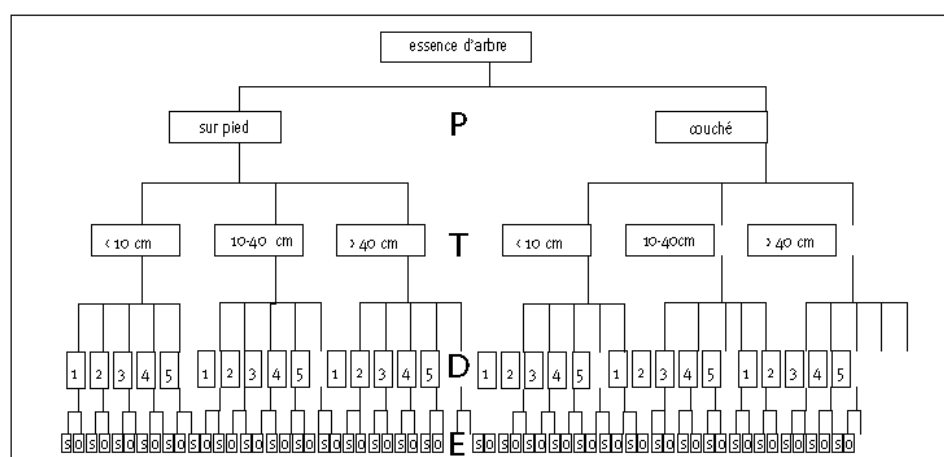 essence d'arbre
sur pied P couché
< 10 cm 10-40 cm > 40 cm T < 10 cm 10-40cm > 40 cm
1 2 3 4 5 1 2 3 4 5 1 2 3 4 5 D 1 2 3 4 5 1 2 3 4 5 1 2 3 4 5
S O S O S O S O S O S O S O S O S O S O S O S O S O S O S O E S O S O S O S O S O S O S O S O S O S O S O S O S O S O S O